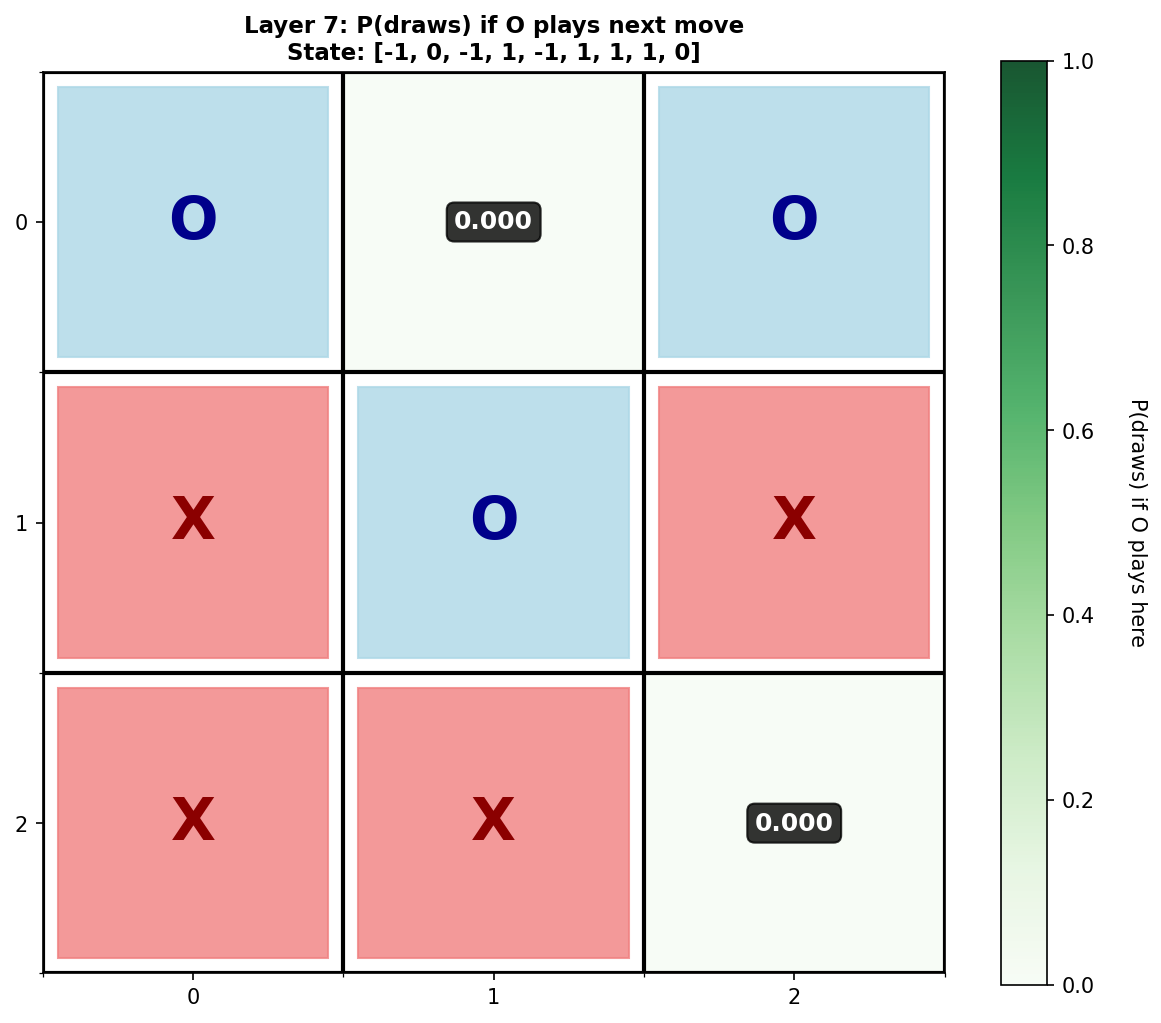 Layer 7: P(draws) if O plays next move
State: [-1, 0, -1, 1, -1, 1, 1, 1, 0]
0
O
0.000
O
1
X
O
X
2
X
X
0.000
0
1
2
1.0
0.8
0.6
0.4
0.2
0.0
P(draws) if O plays here